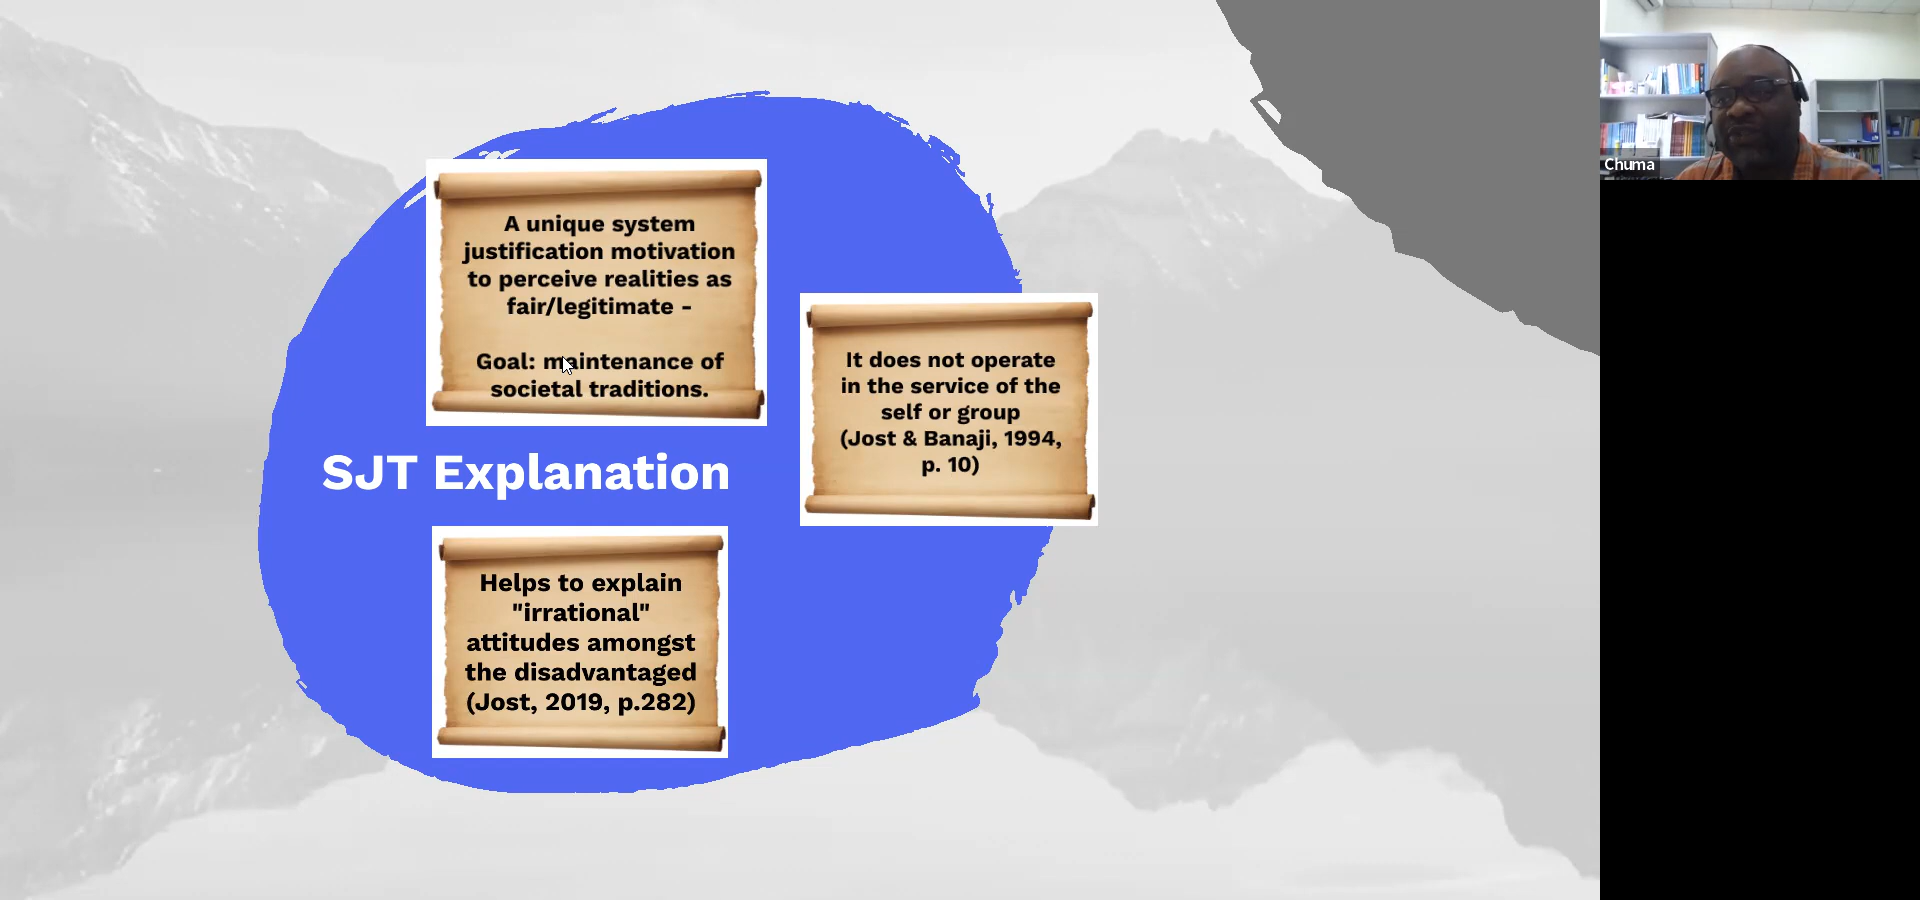 A unique system
justification motivation
to perceive realities as
fair/legitimate -
Goal: maintenance of
societal traditions.
It does not operate
in the service of the
self or group
(Jost & Banaji, 1994,
p. 10)
SJT Explanation
Helps to explain
"irrational"
attitudes amongst
the disadvantaged
(Jost, 2019, p.282)
Chuma